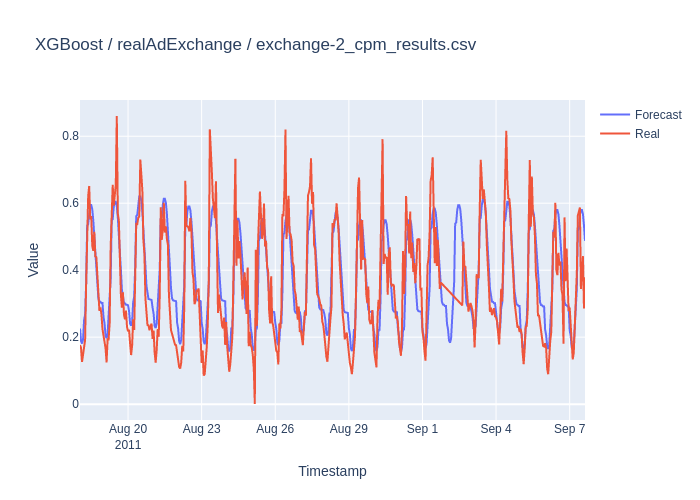 XGBoost / realAdExchange / exchange-2_cpm_results.csv
Forecast
Real
0.8
0.6
0.4
0.2
0
Value
Aug 20
2011
Aug 23
Aug 26
Aug 29
Sep 1
Sep 4
Sep 7
Timestamp